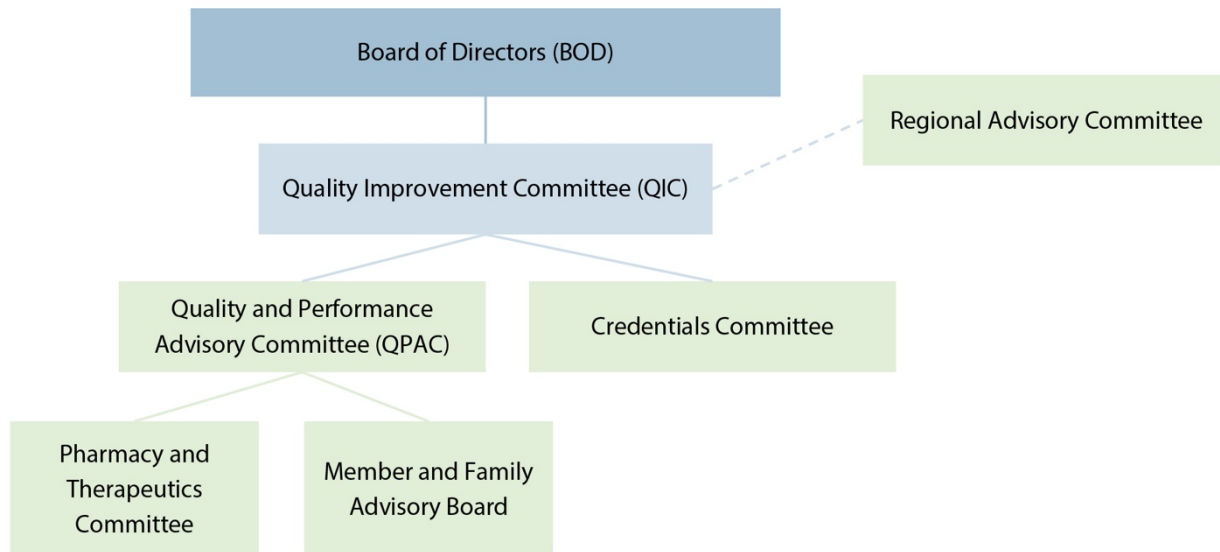 Board of Directors (BOD)
Regional Advisory Committee
Quality Improvement Committee (QIC)
Quality and Performance
Advisory Committee (QPAC)
Credentials Committee
Pharmacy and
Therapeutics
Committee
Member and Family
Advisory Board